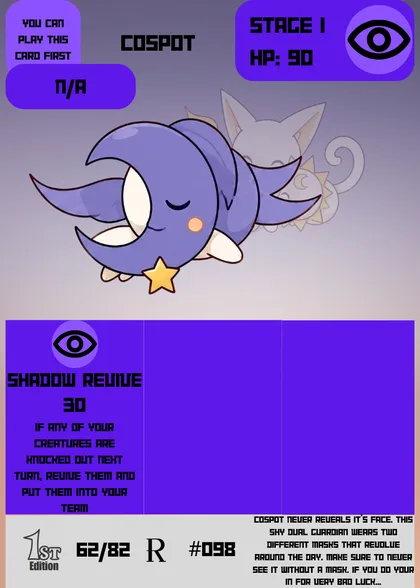 YOU CAN
PLAY THIS
CARD FIRST
COSPOT
STAGE 1
HP: 90
N/A
SHADOW REVIVE
30
IF ANY OF YOUR
CREATURES ARE
KNOCKED OUT NEXT
TURN, REVIVE THEM AND
PUT THEM INTO YOUR
TEAM
1ST
Edition
62/82
R
#098
COSPOT NEVER REVEALS IT'S FACE. THIS
SKY DUAL GUARDIAN WEARS TWO
DIFFERENT MASKS THAT REVOLVE
AROUND THE DAY. MAKE SURE TO NEVER
SEE IT WITHOUT A MASK. IF YOU DO YOUR
IN FOR VERY BAD LUCK...